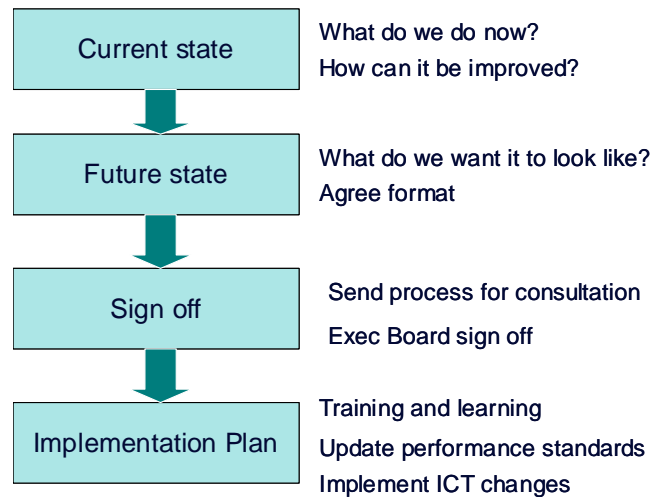 Current state
What do we do now?
How can it be improved?
Future state
What do we want it to look like?
Agree format
Sign off
Send process for consultation
Exec Board sign off
Implementation Plan
Training and learning
Update performance standards
Implement ICT changes